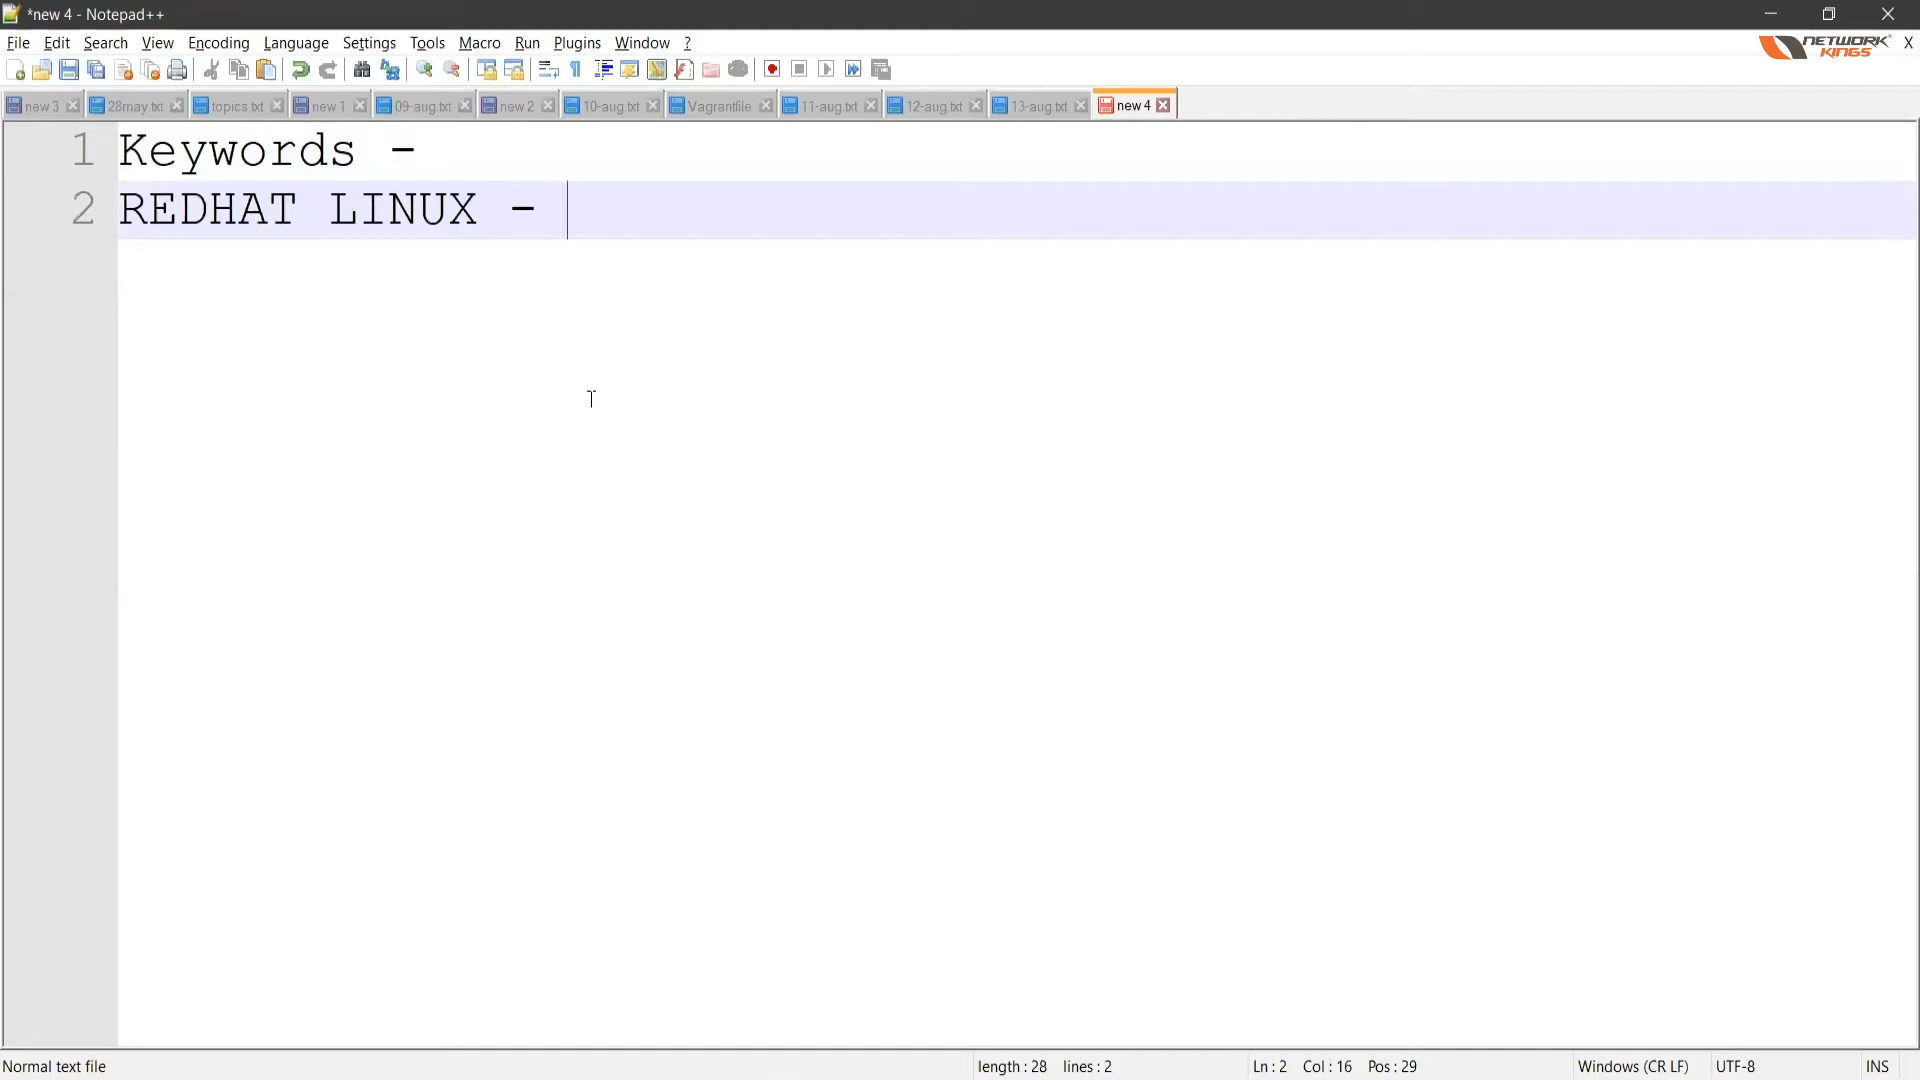 *new 4 - Notepad++
File Edit Search View Encoding Language Settings Tools Macro Run Plugins Window ? X
NETWORK KINGS
new 3 28may.txt topics.txt new 1 09-aug.txt new 2 10-aug.txt Vagrantfile 11-aug.txt 12-aug.txt 13-aug.txt new 4
1 Keywords -
2 REDHAT LINUX -
Normal text file length : 28 lines : 2 Ln : 2 Col : 16 Pos : 29 Windows (CR LF) UTF-8 INS